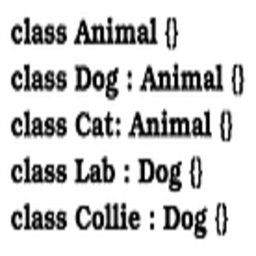 class Animal {}
class Dog : Animal {}
class Cat: Animal {}
class Lab : Dog {}
class Collie : Dog {}